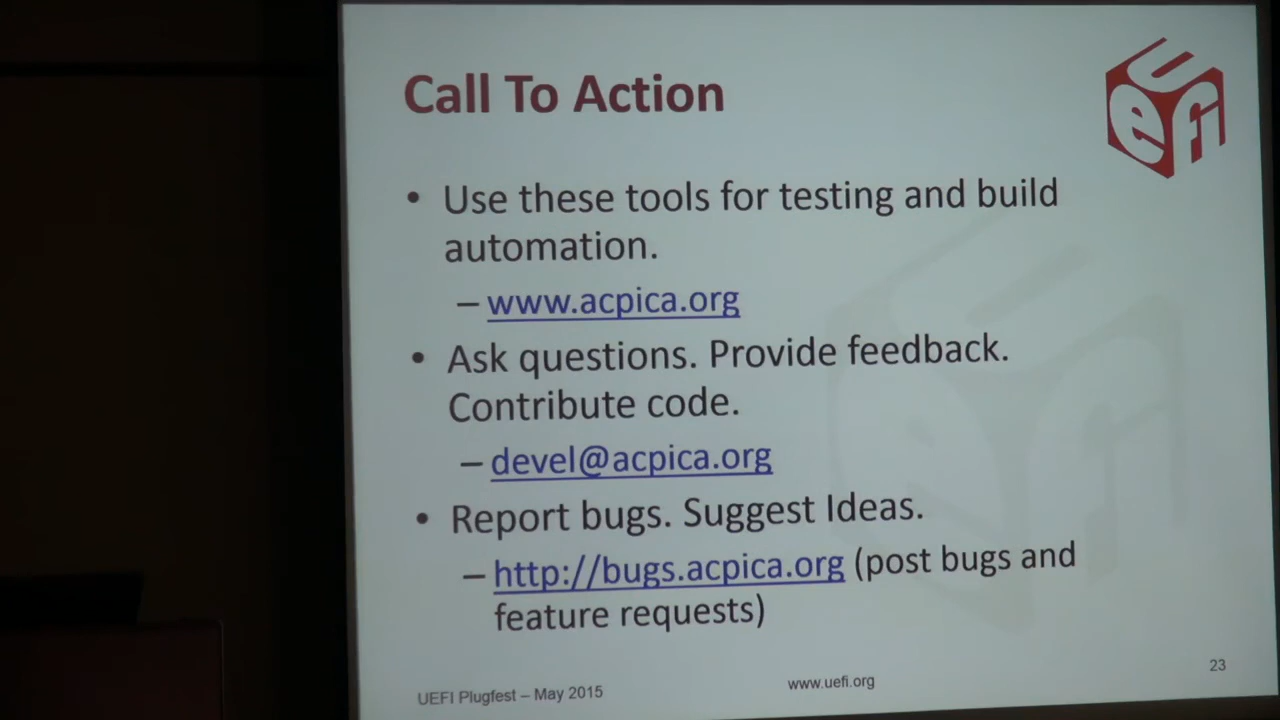 Call To Action
uefi
• Use these tools for testing and build
automation.
– www.acpica.org
• Ask questions. Provide feedback.
Contribute code.
– devel@acpica.org
• Report bugs. Suggest Ideas.
– http://bugs.acpica.org (post bugs and
feature requests)
UEFI Plugfest – May 2015
www.uefi.org
23